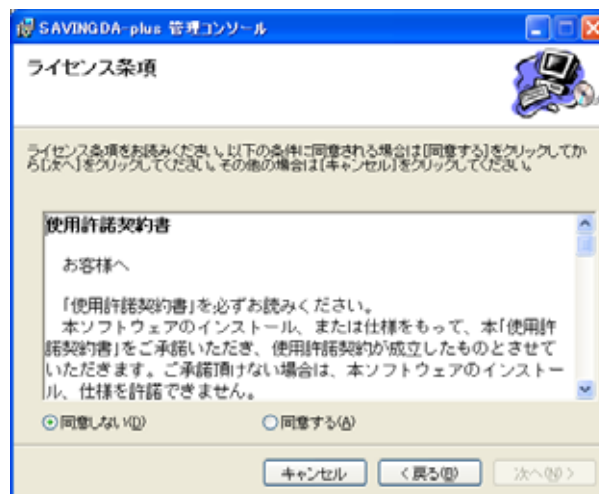 SAVINGDA-plus 管理コンソール
ライセンス条項
ライセンス条項をお読みください。以下の条件に同意される場合は[同意する]をクリックしてか
ら[次へ]をクリックしてください。その他の場合は[キャンセル]をクリックしてください。
使用許諾契約書
お客様へ
「使用許諾契約書」を必ずお読みください。
本ソフトウェアのインストール、または仕様をもって、本「使用許
諾契約書」をご承諾いただき、使用許諾契約が成立したものとさせて
いただきます。ご承諾頂けない場合は、本ソフトウェアのインストー
ル、仕様を許諾できません。
同意しない(D) 同意する(A)
キャンセル < 戻る(B) 次へ(N) >